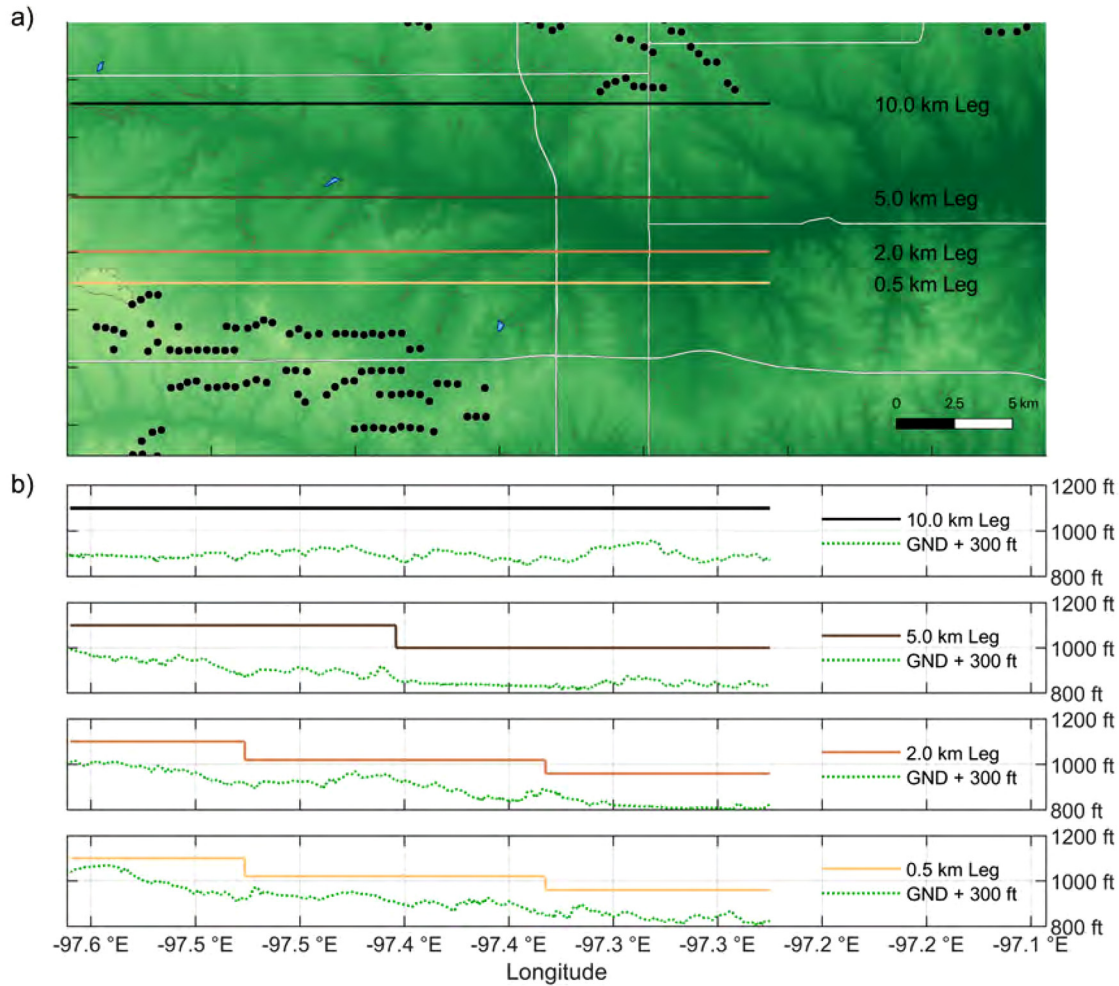 a)
10.0 km Leg
5.0 km Leg
2.0 km Leg
0.5 km Leg
0 2.5 5 km
b)
1200 ft
10.0 km Leg
1000 ft
GND + 300 ft
800 ft
1200 ft
5.0 km Leg
1000 ft
GND + 300 ft
800 ft
1200 ft
2.0 km Leg
1000 ft
GND + 300 ft
800 ft
1200 ft
0.5 km Leg
1000 ft
GND + 300 ft
800 ft
-97.6 °E -97.5 °E -97.5 °E -97.4 °E -97.4 °E -97.3 °E -97.3 °E -97.2 °E -97.2 °E -97.1 °E
Longitude